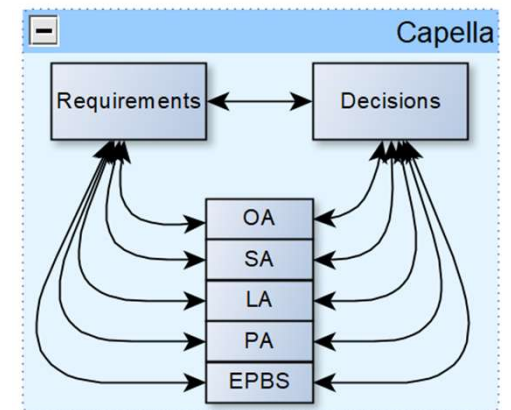 Capella
Requirements
Decisions
OA
SA
LA
PA
EPBS